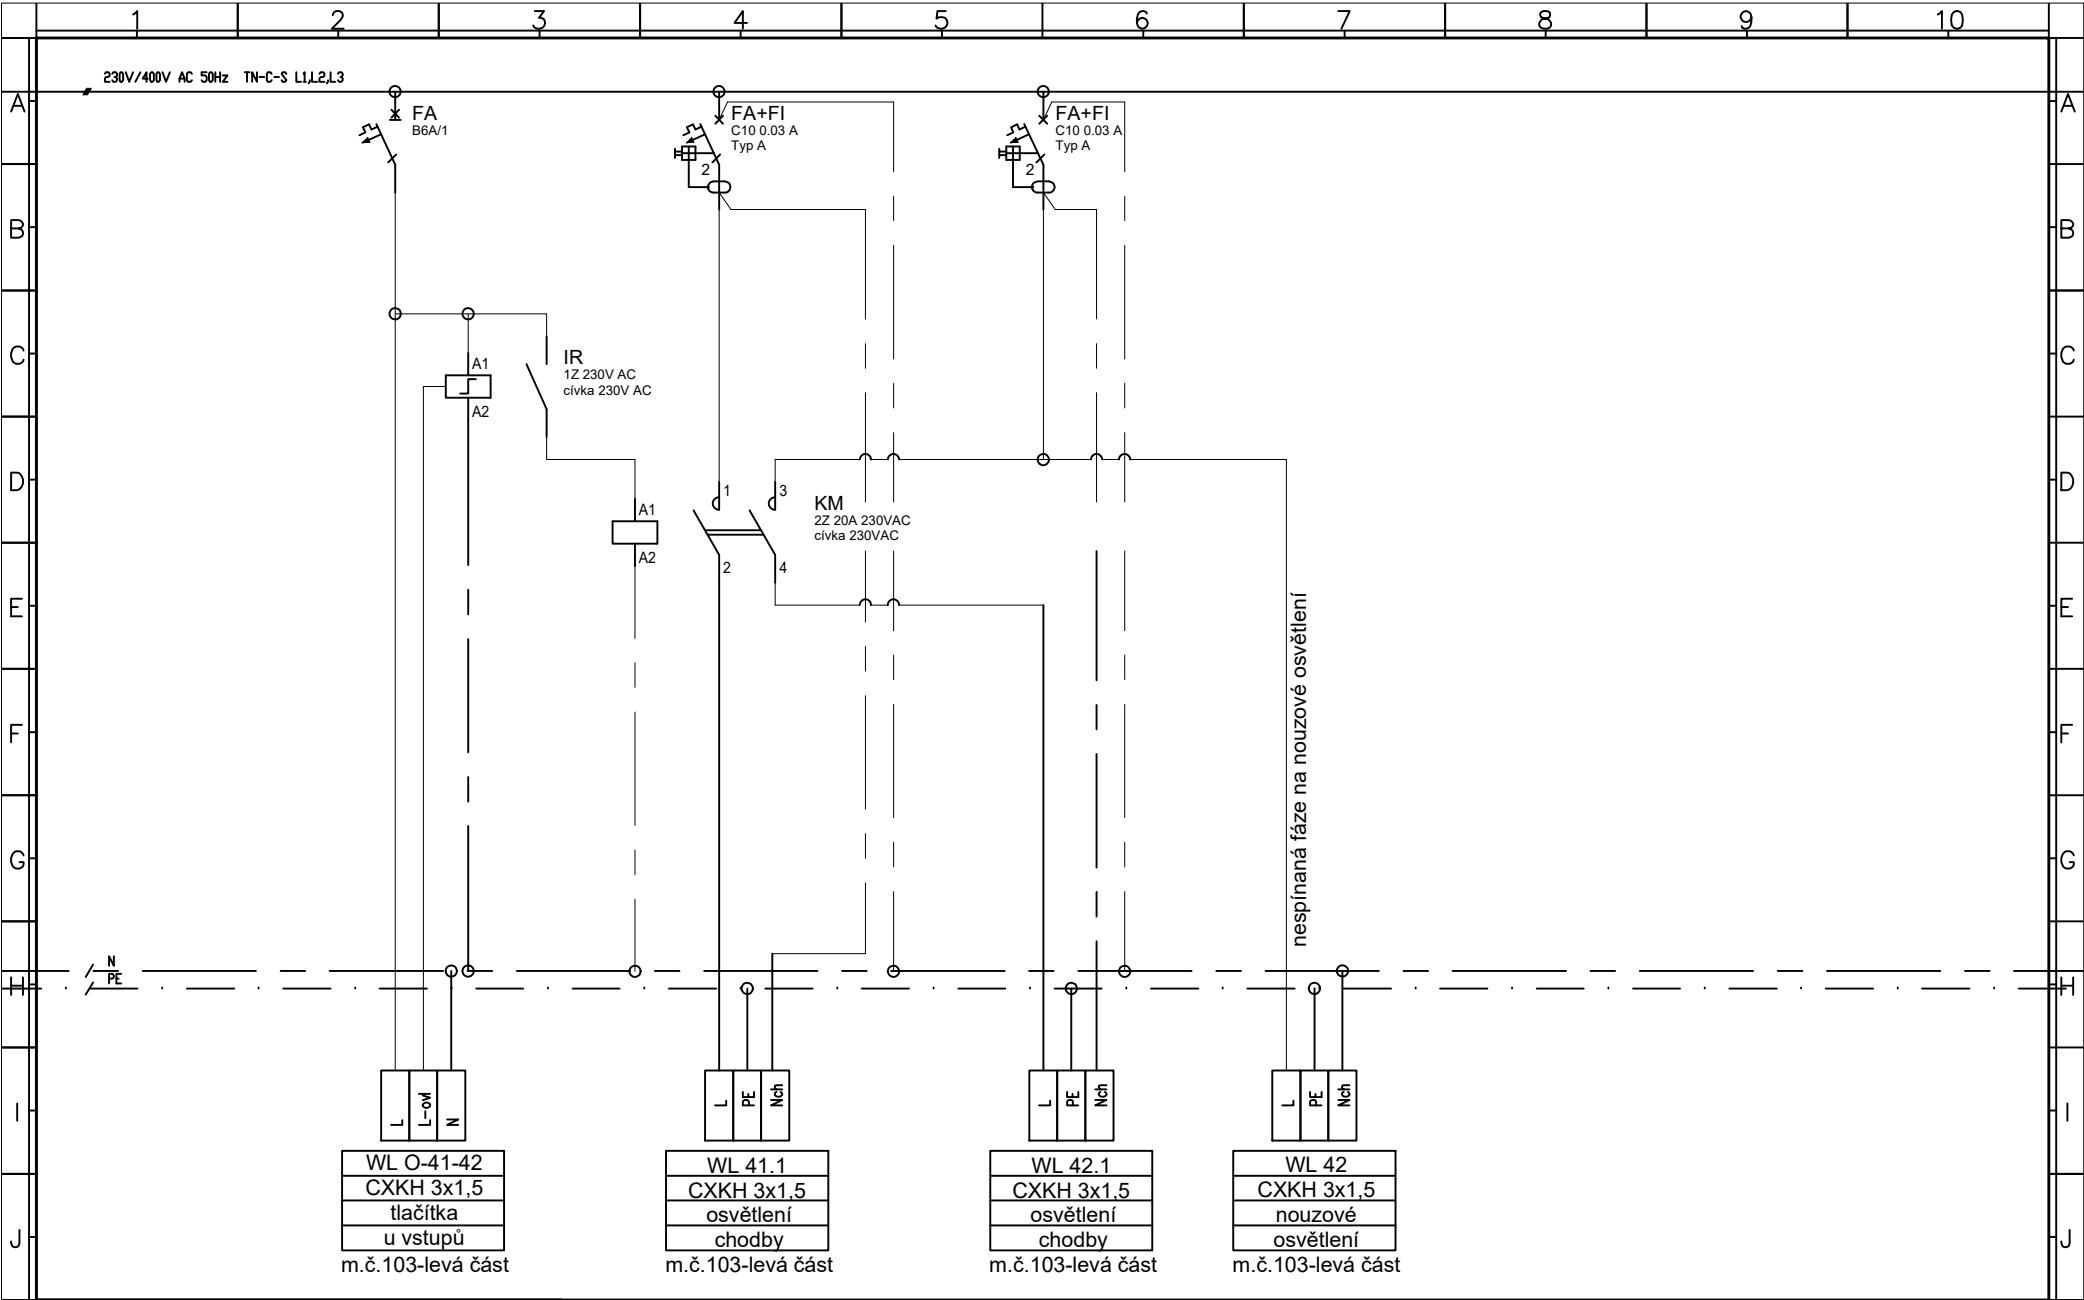 1 2 3 4 5 6 7 8 9 10
230V/400V AC 50Hz TN-C-S L1,L2,L3
A A
FA
B6A/1
FA+FI
C10 0.03 A
Typ A
2
FA+FI
C10 0.03 A
Typ A
2
B B
C C
A1
A2
IR
1Z 230V AC
cívka 230V AC
D D
A1
A2
1 3
2 4
KM
2Z 20A 230VAC
cívka 230VAC
E E
nespínaná fáze na nouzové osvětlení
F F
G G
N
PE
H H
I I
L L-ovl N
L PE Nch
L PE Nch
L PE Nch
J J
WL O-41-42
CXKH 3x1,5
tlačítka
u vstupů
m.č.103-levá část
WL 41.1
CXKH 3x1,5
osvětlení
chodby
m.č.103-levá část
WL 42.1
CXKH 3x1,5
osvětlení
chodby
m.č.103-levá část
WL 42
CXKH 3x1,5
nouzové
osvětlení
m.č.103-levá část